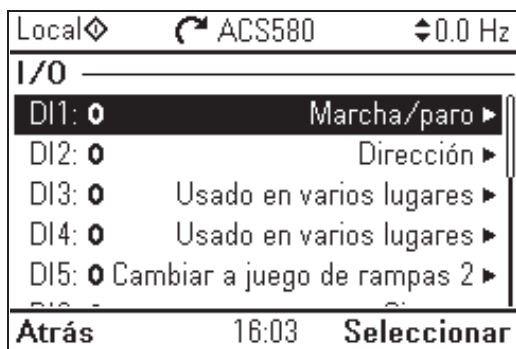 Local ACS580 0.0 Hz
I/O
DI1: 0 Marcha/paro
DI2: 0 Dirección
DI3: 0 Usado en varios lugares
DI4: 0 Usado en varios lugares
DI5: 0 Cambiar a juego de rampas 2
Atrás 16:03 Seleccionar